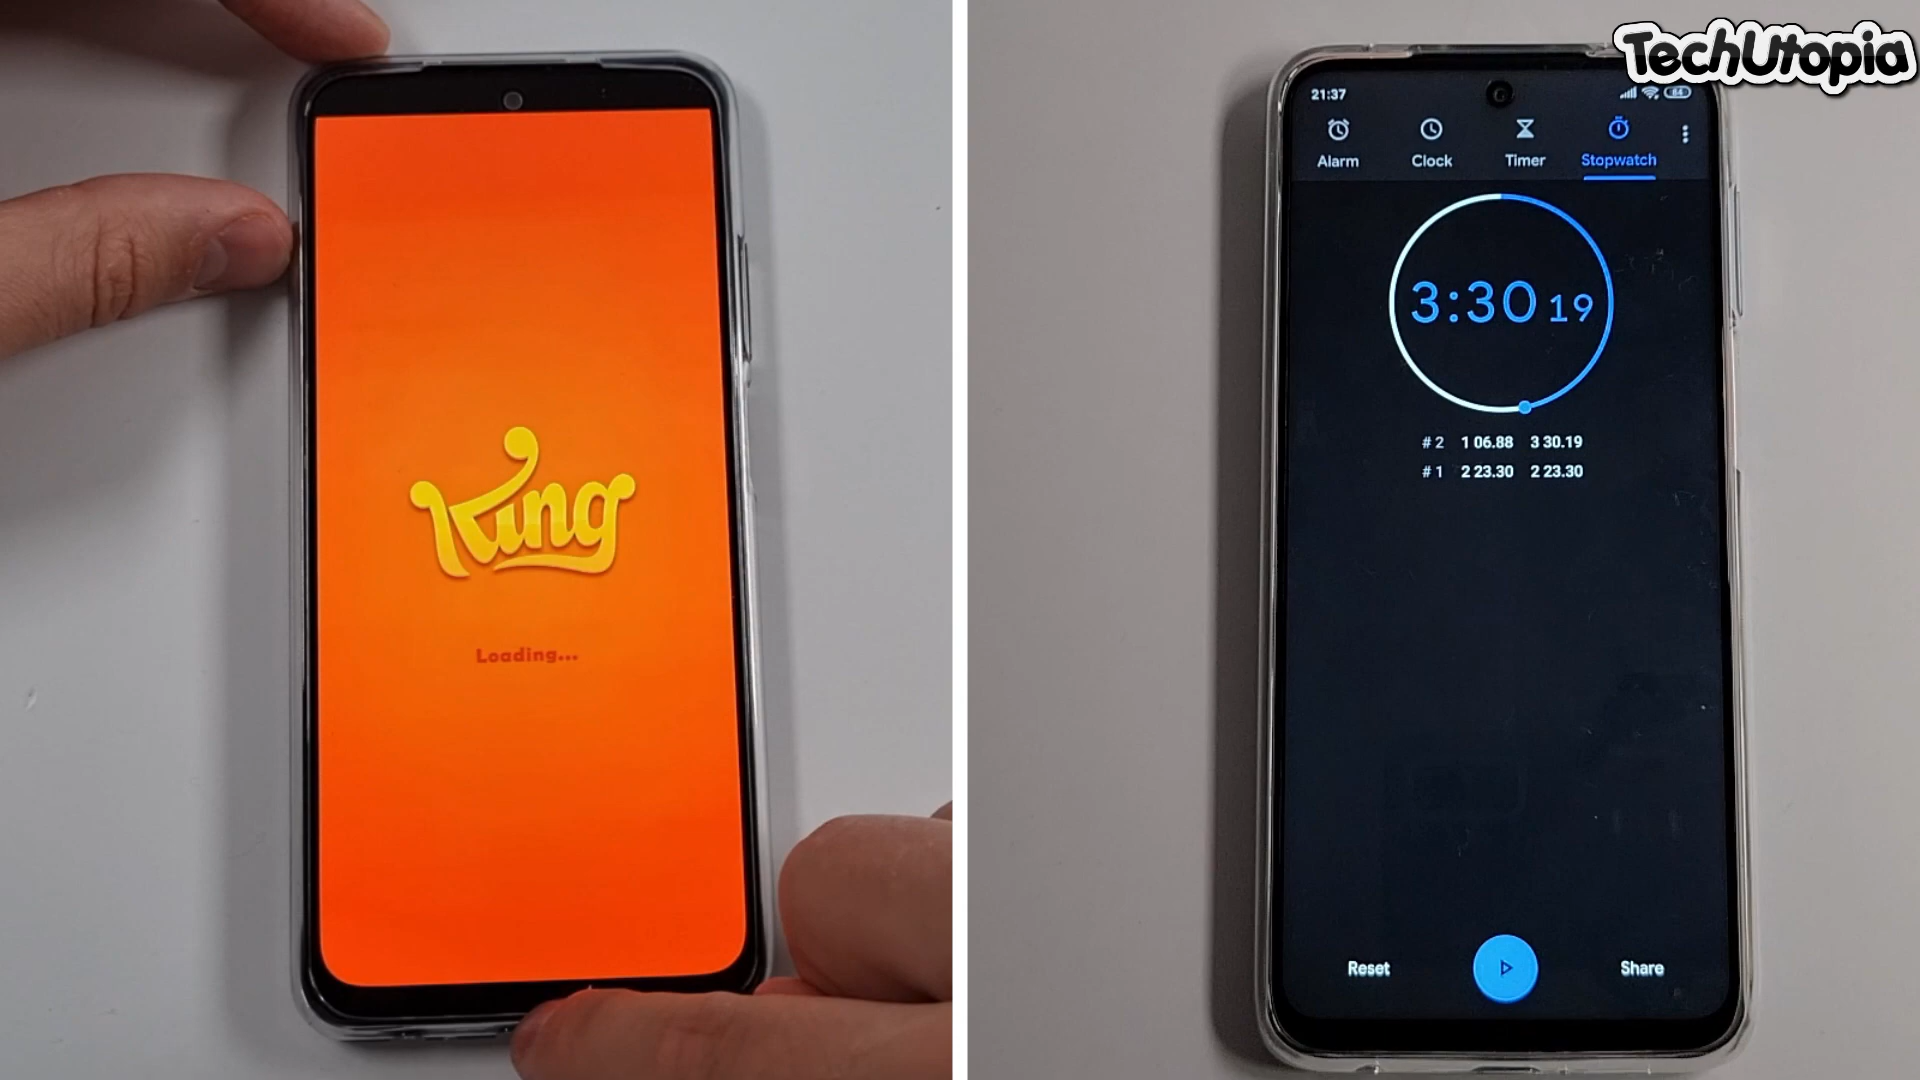 TechUtopia
King
Loading...
21:37
84
Alarm
Clock
Timer
Stopwatch
3:30 19
# 2 1 06.88 3 30.19
# 1 2 23.30 2 23.30
Reset
Share